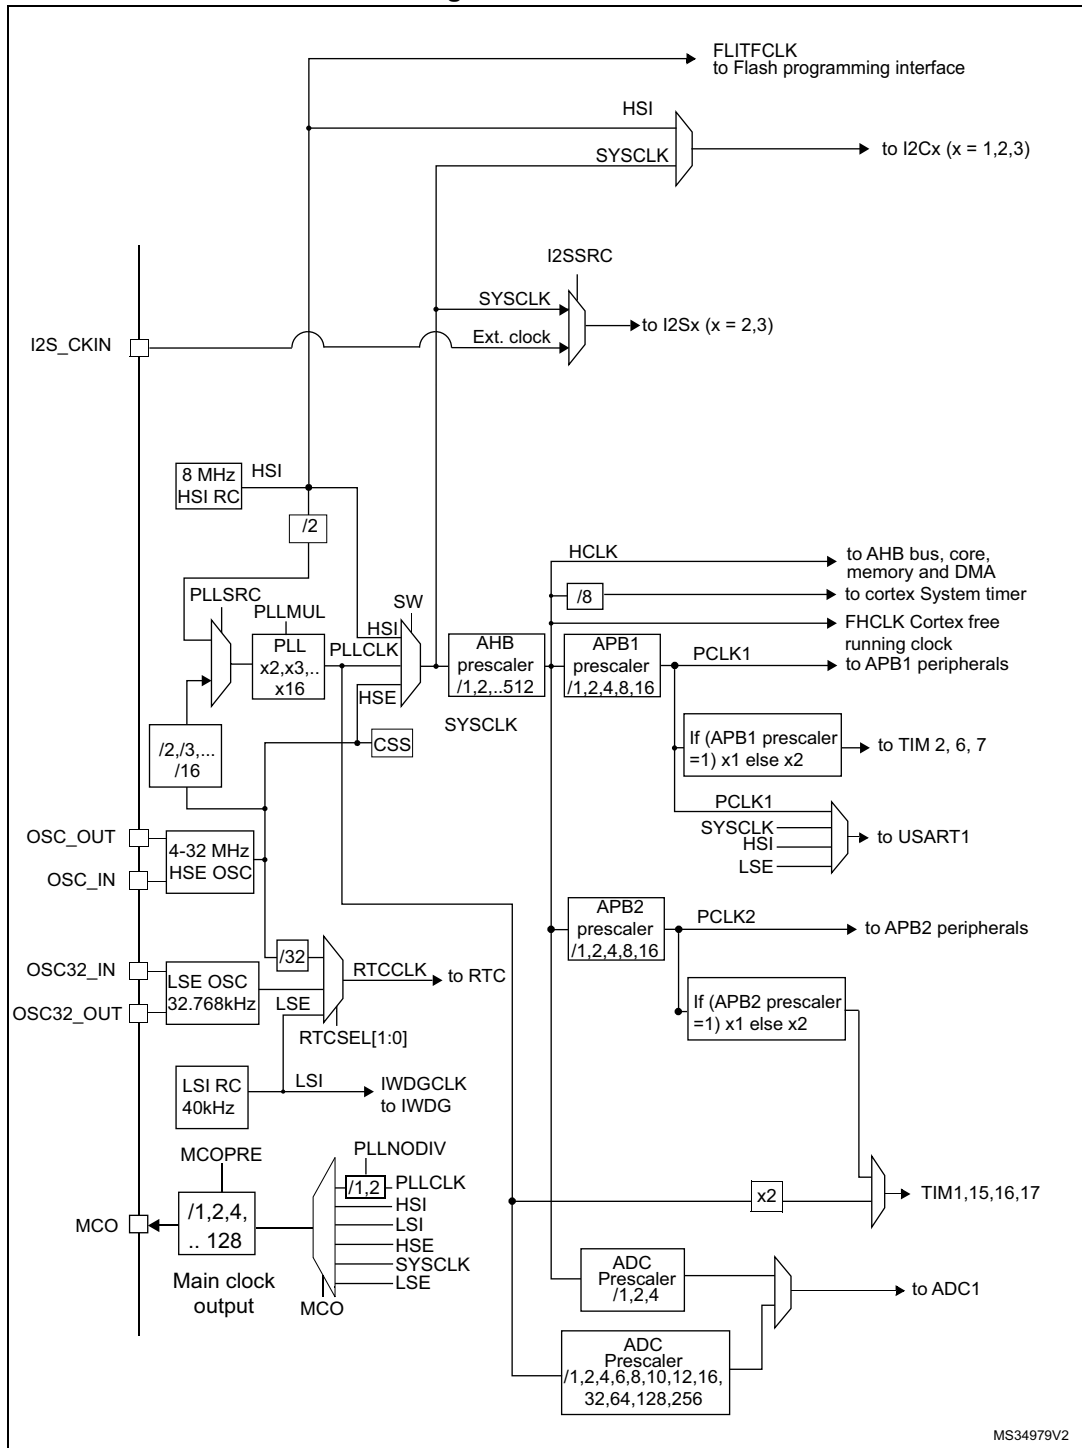 FLITFCLK
to Flash programming interface
HSI
SYSCLK
to I2Cx (x = 1,2,3)
I2SSRC
SYSCLK
to I2Sx (x = 2,3)
I2S_CKIN
Ext. clock
8 MHz
HSI RC
HSI
/2
HCLK
to AHB bus, core,
memory and DMA
/8
to cortex System timer
FHCLK Cortex free
running clock
PLLSRC
PLLMUL
SW
PLL
x2,x3,..
x16
HSI
PLLCLK
HSE
AHB
prescaler
/1,2,..512
APB1
prescaler
/1,2,4,8,16
PCLK1
to APB1 peripherals
SYSCLK
CSS
/2,/3,...
/16
If (APB1 prescaler
=1) x1 else x2
to TIM 2, 6, 7
PCLK1
SYSCLK
HSI
LSE
to USART1
OSC_OUT
OSC_IN
4-32 MHz
HSE OSC
APB2
prescaler
/1,2,4,8,16
PCLK2
to APB2 peripherals
/32
OSC32_IN
OSC32_OUT
LSE OSC
32.768kHz
LSE
RTCCLK
to RTC
RTCSEL[1:0]
If (APB2 prescaler
=1) x1 else x2
LSI RC
40kHz
LSI
IWDGCLK
to IWDG
MCOPRE
PLLNODIV
/1,2
PLLCLK
HSI
LSI
HSE
SYSCLK
LSE
MCO
/1,2,4,
.. 128
Main clock
output
MCO
x2
TIM1,15,16,17
ADC
Prescaler
/1,2,4
to ADC1
ADC
Prescaler
/1,2,4,6,8,10,12,16,
32,64,128,256
MS34979V2